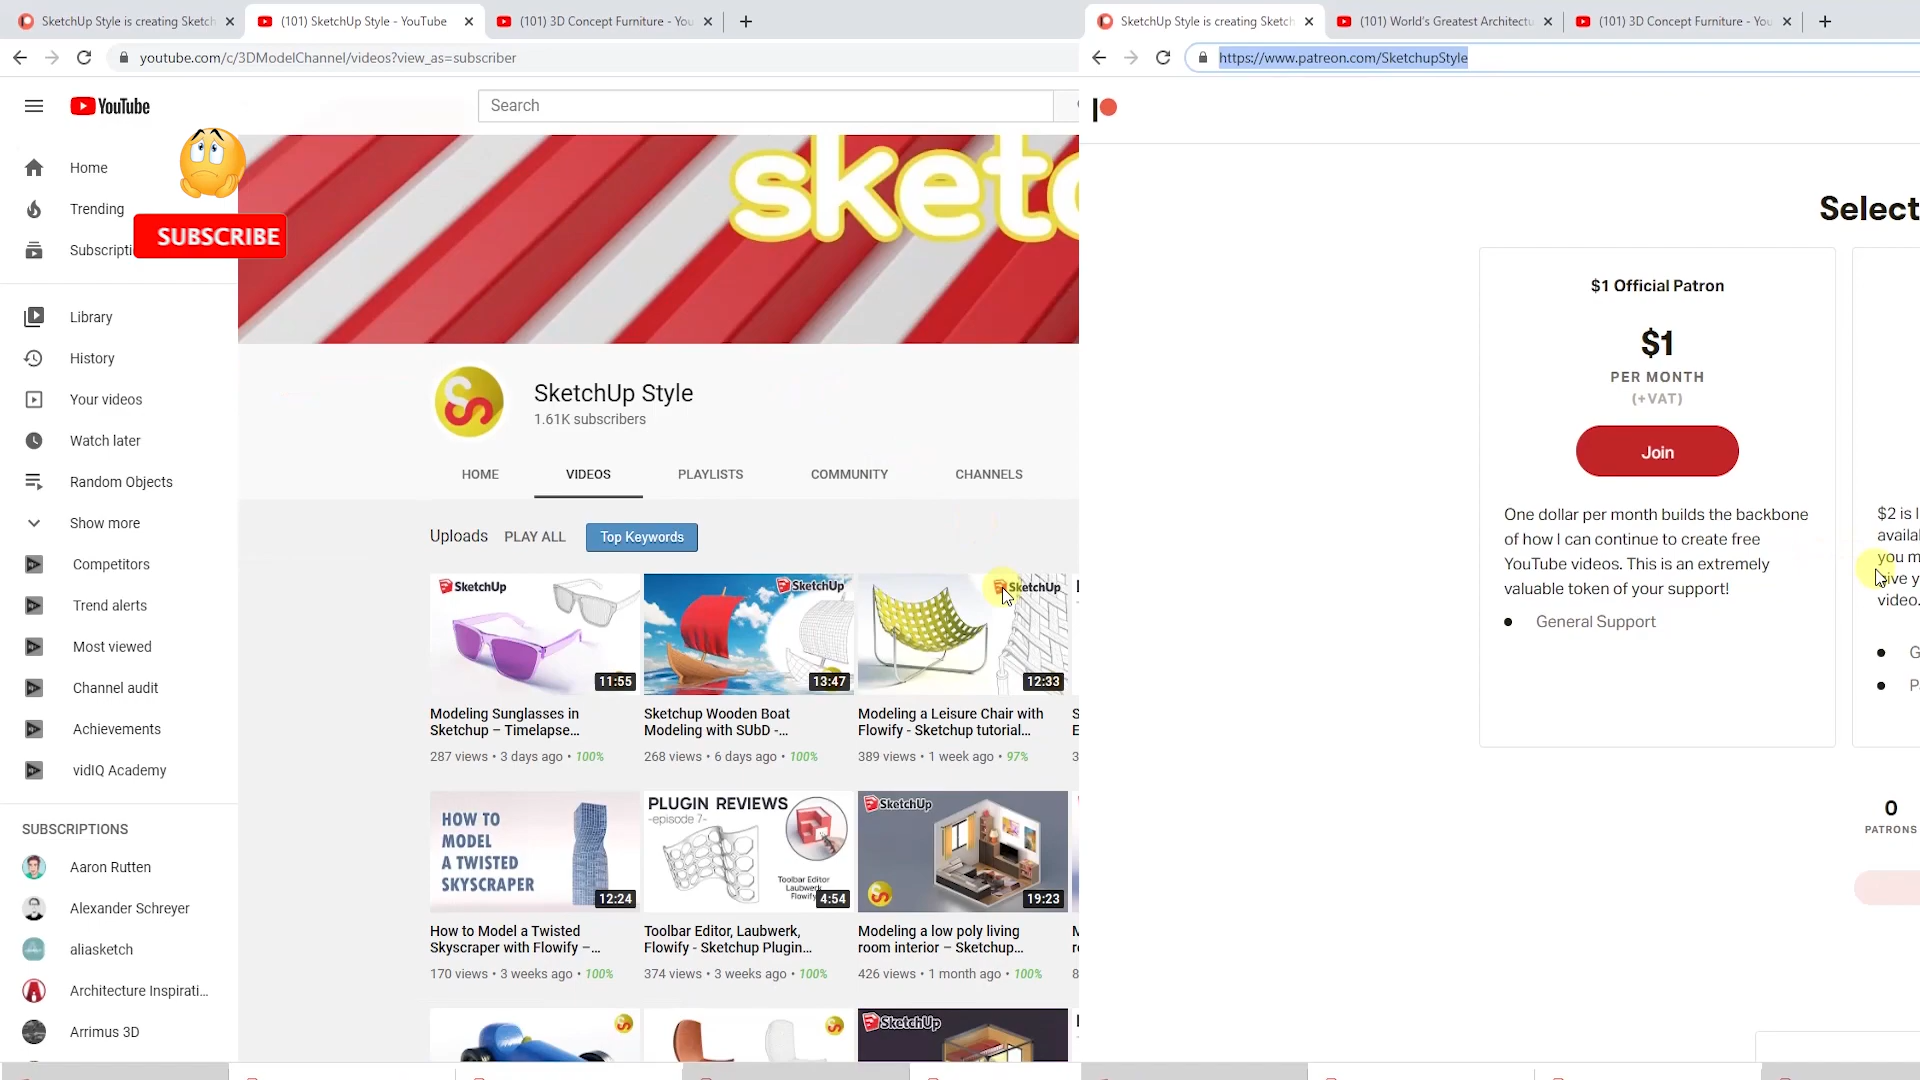 SketchUp Style is creating Sketch
(101) SketchUp Style - YouTube
(101) 3D Concept Furniture - You
youtube.com/c/3DModelChannel/videos?view_as=subscriber
YouTube
Search
Home
Trending
Subscripti
SUBSCRIBE
Library
History
Your videos
Watch later
Random Objects
Show more
Competitors
Trend alerts
Most viewed
Channel audit
Achievements
vidIQ Academy
SUBSCRIPTIONS
Aaron Rutten
Alexander Schreyer
aliasketch
Architecture Inspirati...
Arrimus 3D
sketc
SketchUp Style
1.61K subscribers
HOME
VIDEOS
PLAYLISTS
COMMUNITY
CHANNELS
Uploads
PLAY ALL
Top Keywords
SketchUp
11:55
Modeling Sunglasses in
Sketchup – Timelapse...
287 views • 3 days ago • 100%
SketchUp
13:47
Sketchup Wooden Boat
Modeling with SUbD -...
268 views • 6 days ago • 100%
SketchUp
12:33
Modeling a Leisure Chair with
Flowify - Sketchup tutorial...
389 views • 1 week ago • 97%
HOW TO
MODEL
A TWISTED
SKYSCRAPER
12:24
How to Model a Twisted
Skyscraper with Flowify –...
170 views • 3 weeks ago • 100%
PLUGIN REVIEWS
-episode 7-
Toolbar Editor
Laubwerk
Flowify
4:54
Toolbar Editor, Laubwerk,
Flowify - Sketchup Plugin...
374 views • 3 weeks ago • 100%
SketchUp
19:23
Modeling a low poly living
room interior – Sketchup...
426 views • 1 month ago • 100%
SketchUp
SketchUp Style is creating Sketch
(101) World's Greatest Architectu
(101) 3D Concept Furniture - You
https://www.patreon.com/SketchupStyle
Select
$1 Official Patron
$1
PER MONTH
(+VAT)
Join
One dollar per month builds the backbone
of how I can continue to create free
YouTube videos. This is an extremely
valuable token of your support!
• General Support
$2 is l
availal
you m
ive y
video.
• G
• P
0
PATRONS